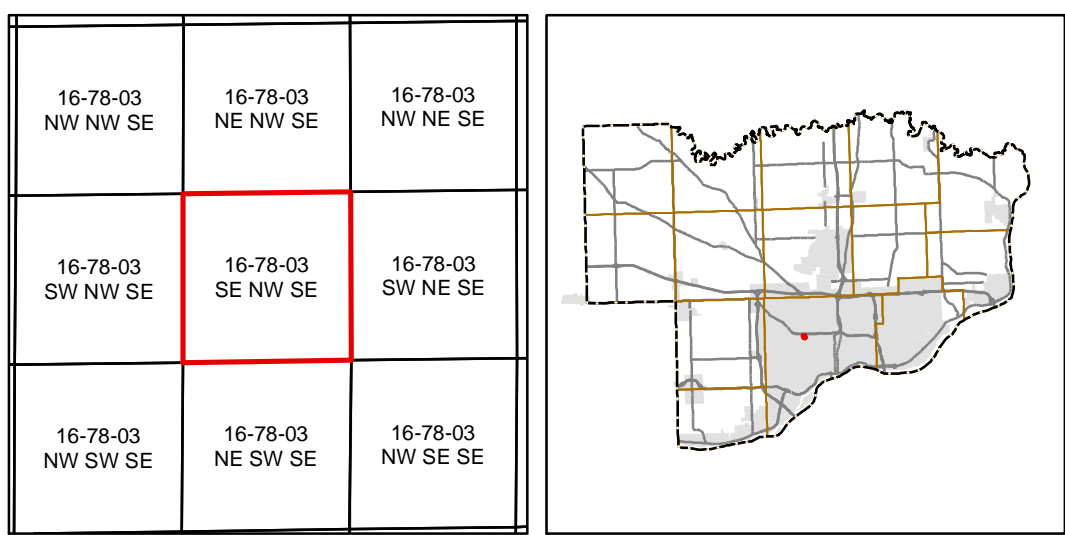 16-78-03
NW NW SE
16-78-03
NE NW SE
16-78-03
NW NE SE
16-78-03
SW NW SE
16-78-03
SE NW SE
16-78-03
SW NE SE
16-78-03
NW SW SE
16-78-03
NE SW SE
16-78-03
NW SE SE